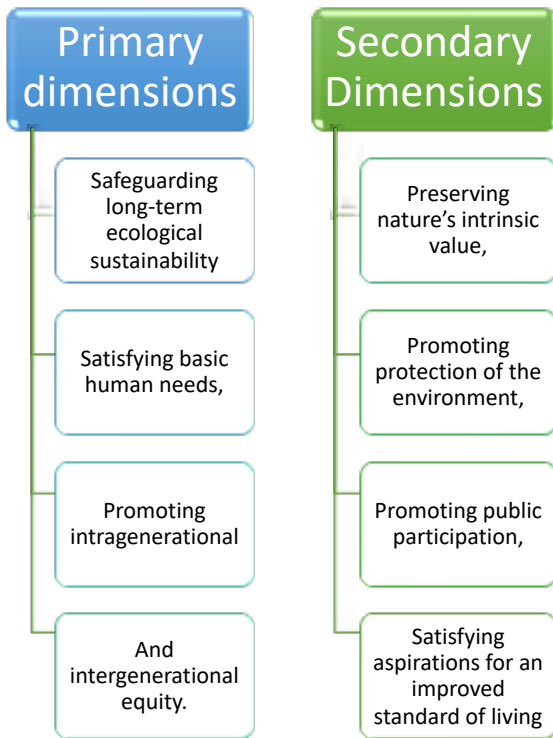 Primary
dimensions
Safeguarding
long-term
ecological
sustainability
Satisfying basic
human needs,
Promoting
intragenerational
And
intergenerational
equity.
Secondary
Dimensions
Preserving
nature’s intrinsic
value,
Promoting
protection of the
environment,
Promoting public
participation,
Satisfying
aspirations for an
improved
standard of living